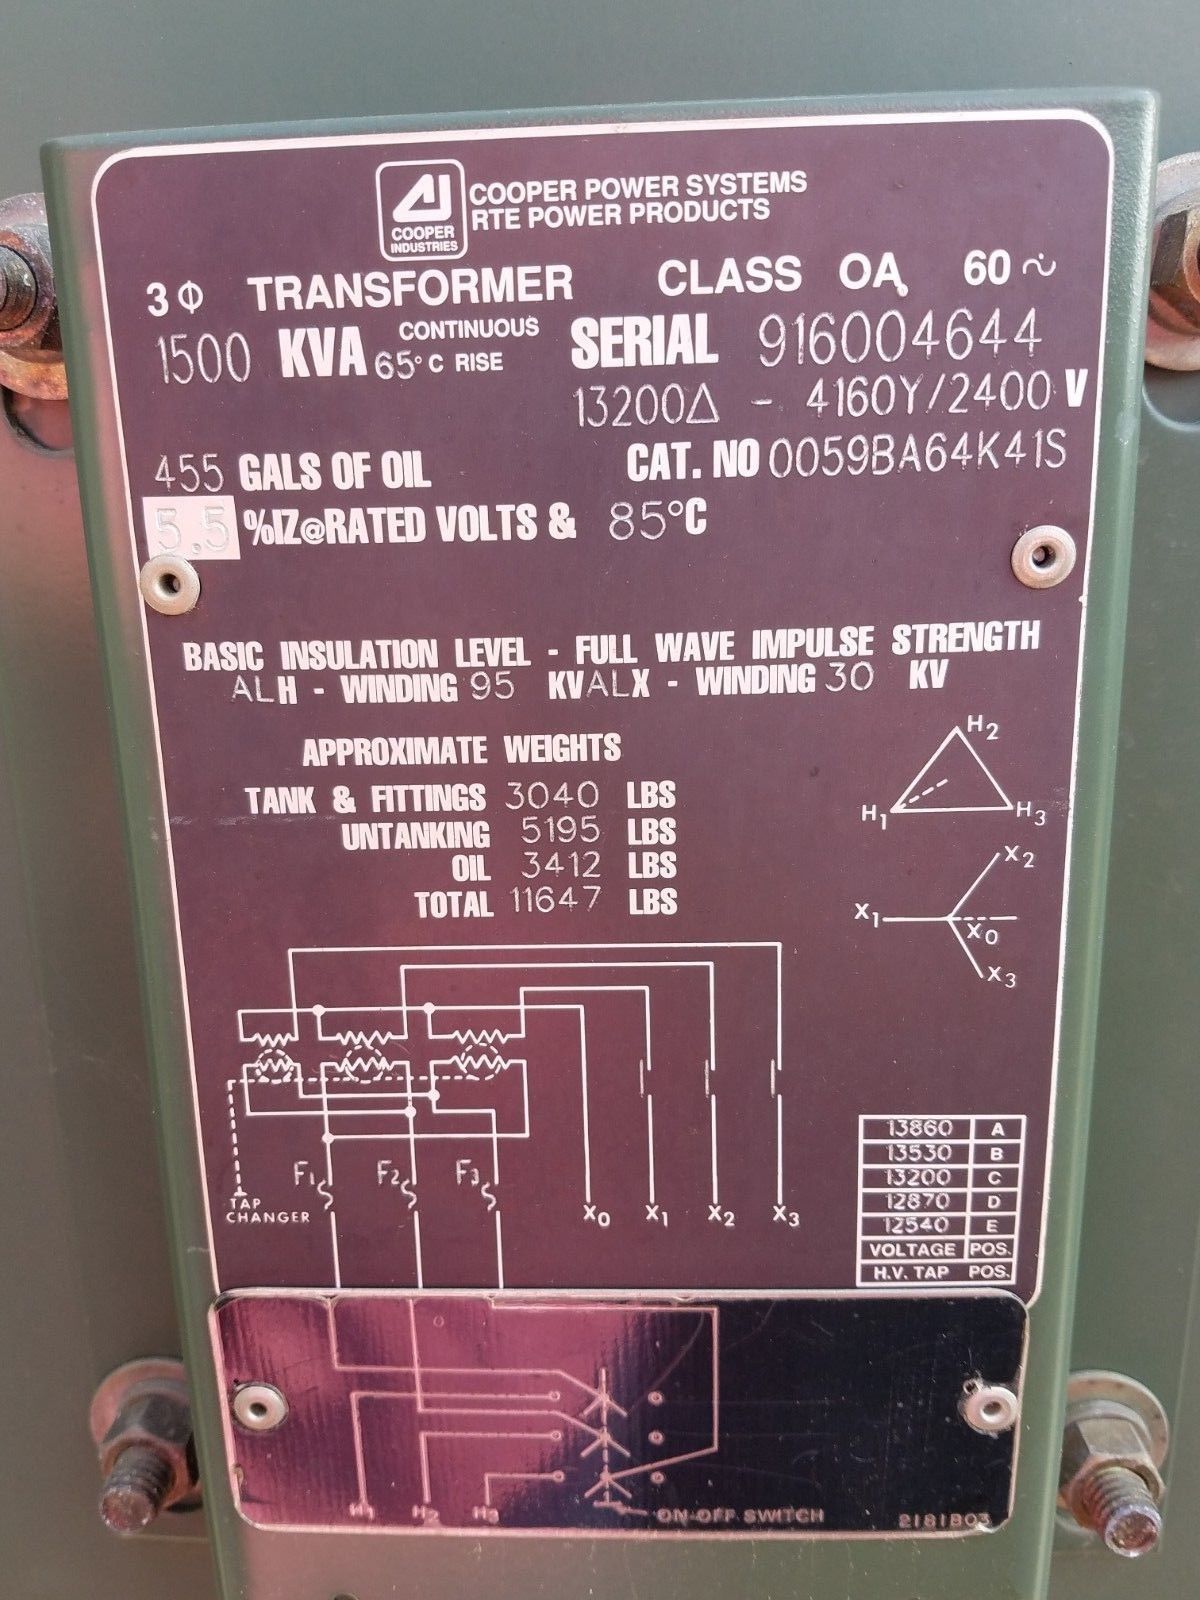 COOPER INDUSTRIES
COOPER POWER SYSTEMS
RTE POWER PRODUCTS
3Φ TRANSFORMER CLASS OA 60
1500 KVA CONTINUOUS 65° C RISE SERIAL 916004644
13200Δ - 4160Y/2400 V
455 GALS OF OIL CAT. NO 0059BA64K41S
5.5 %IZ@RATED VOLTS & 85°C
BASIC INSULATION LEVEL - FULL WAVE IMPULSE STRENGTH
ALH - WINDING 95 KV ALX - WINDING 30 KV
APPROXIMATE WEIGHTS
TANK & FITTINGS 3040 LBS
UNTANKING 5195 LBS
OIL 3412 LBS
TOTAL 11647 LBS
H2
H1 H3
X2
X1 X0
X3
F1 F2 F3
TAP CHANGER
X0 X1 X2 X3
13860 A
13530 B
13200 C
12870 D
12540 E
VOLTAGE POS.
H.V. TAP POS.
H1 H2 H3 ON-OFF SWITCH 2181B03